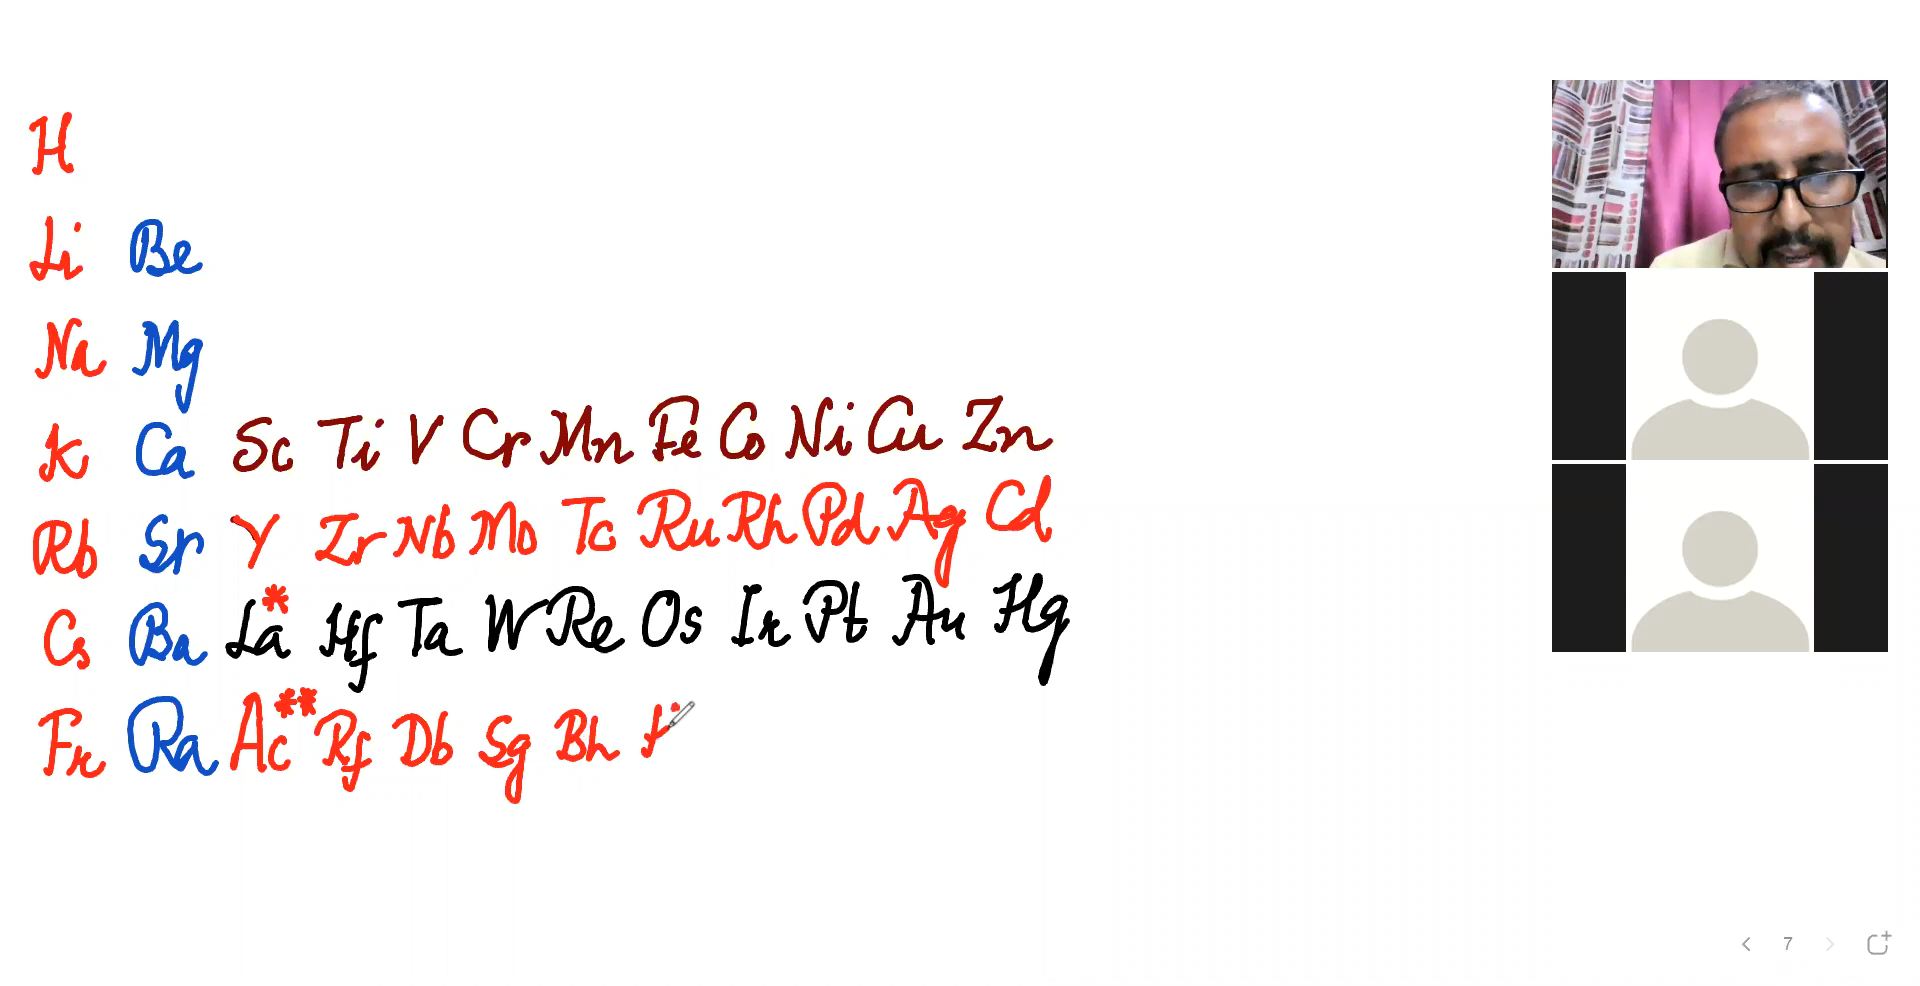 H
Li Be
Na Mg
K Ca Sc Ti V Cr Mn Fe Co Ni Cu Zn
Rb Sr Y Zr Nb Mo Tc Ru Rh Pd Ag Cd
Cs Ba La* Hf Ta W Re Os Ir Pt Au Hg
Fr Ra Ac** Rf Db Sg Bh
7